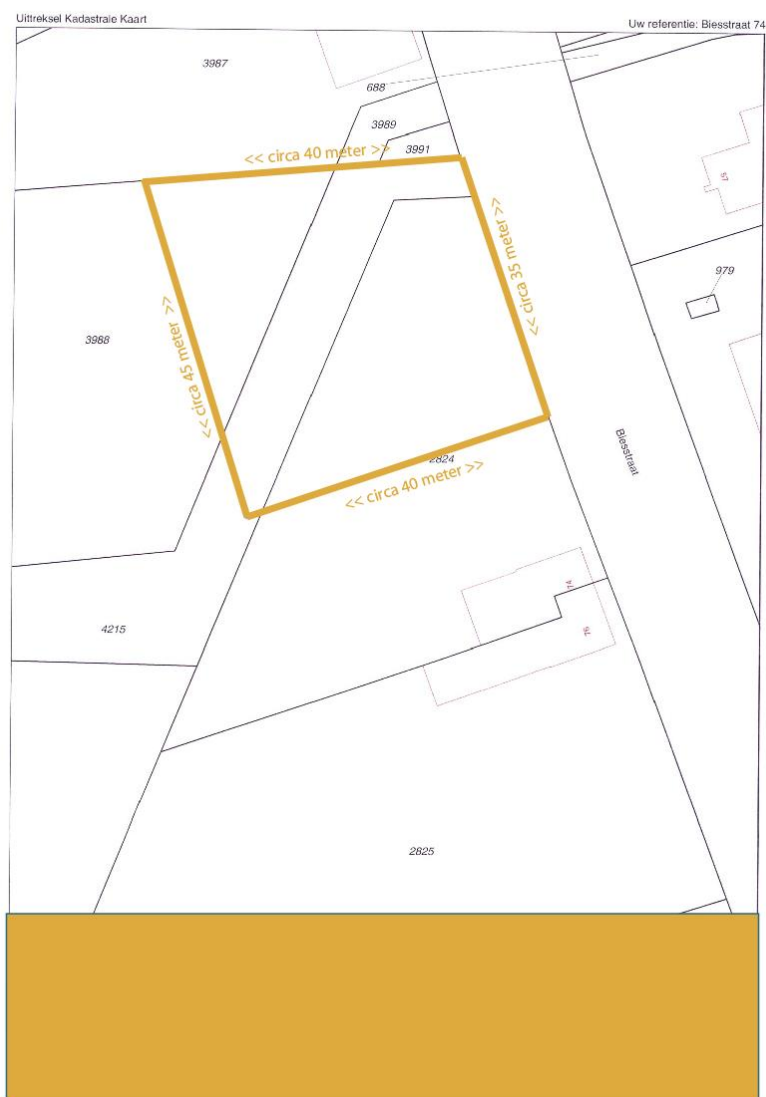 Uittreksel Kadastrale Kaart
Uw referentie: Biesstraat 74
3987
688
3989
3991
<< circa 40 meter >>
57
979
<< circa 35 meter >>
<< circa 45 meter >>
3988
Biesstraat
2824
<< circa 40 meter >>
74
76
4215
2825